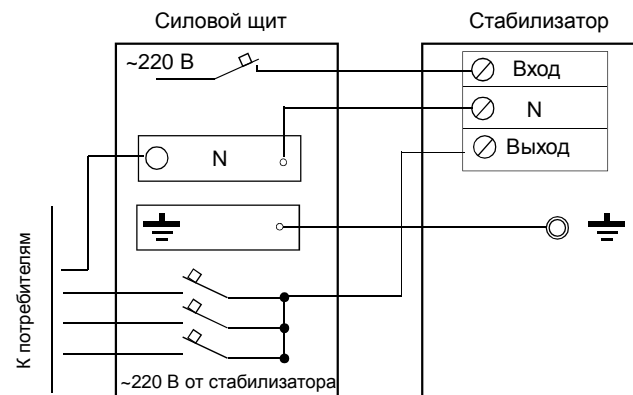 Силовой щит
Стабилизатор
~220 В
Вход
N
N
Выход
К потребителям
~220 В от стабилизатора